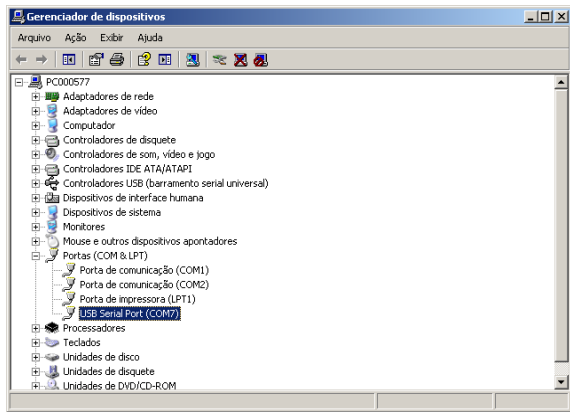 Gerenciador de dispositivos
Arquivo Ação Exibir Ajuda
PC000577
Adaptadores de rede
Adaptadores de vídeo
Computador
Controladores de disquete
Controladores de som, vídeo e jogo
Controladores IDE ATA/ATAPI
Controladores USB (barramento serial universal)
Dispositivos de interface humana
Dispositivos de sistema
Monitores
Mouse e outros dispositivos apontadores
Portas (COM & LPT)
Porta de comunicação (COM1)
Porta de comunicação (COM2)
Porta de impressora (LPT1)
USB Serial Port (COM7)
Processadores
Teclados
Unidades de disco
Unidades de disquete
Unidades de DVD/CD-ROM